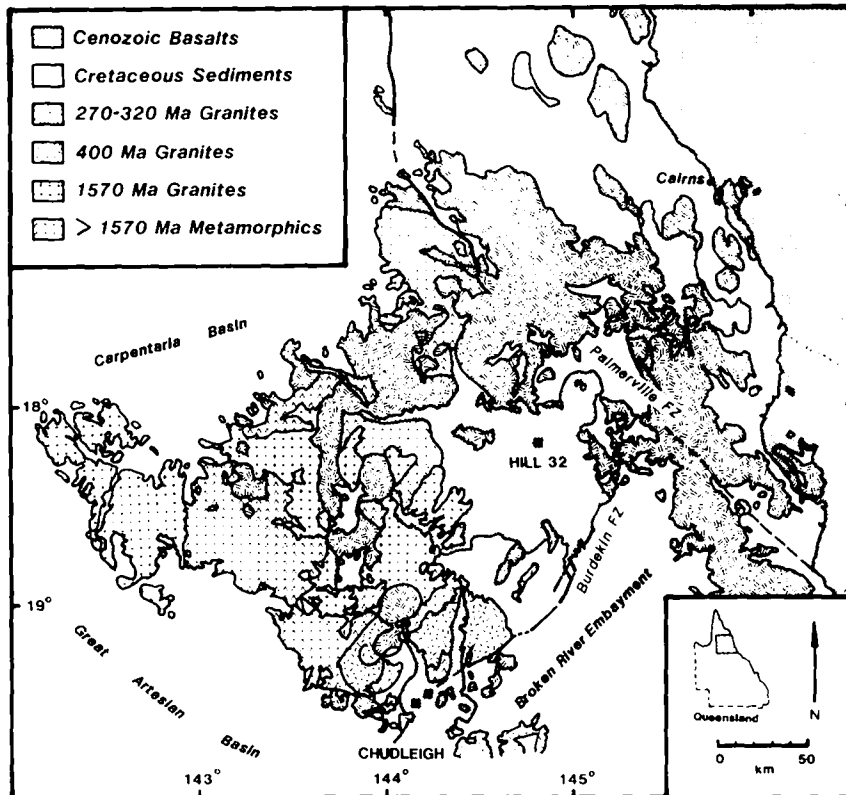 Cenozoic Basalts
Cretaceous Sediments
270-320 Ma Granites
400 Ma Granites
1570 Ma Granites
> 1570 Ma Metamorphics
Cairns
Carpentaria Basin
Palmerville FZ
18°
HILL 32
Burdekin FZ
19°
Broken River Embayment
Great Artesian Basin
CHUDLEIGH
143°
144°
145°
Queensland
N
0 50
km